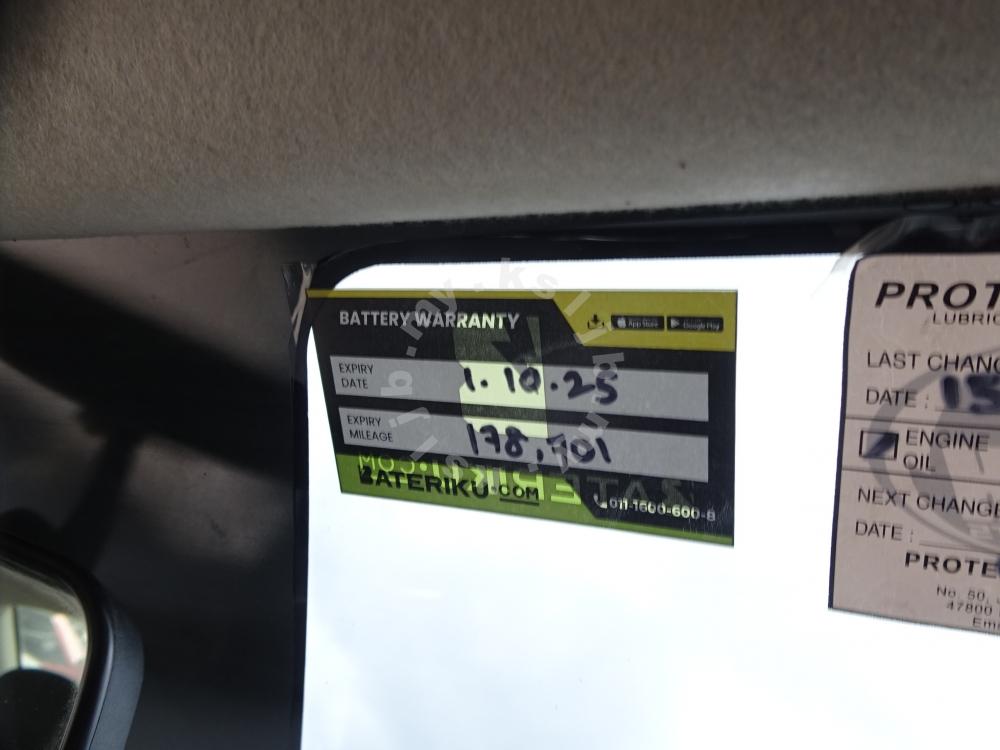 BATTERY WARRANTY
App Store
Google Play
EXPIRY
DATE
1.10.25
EXPIRY
MILEAGE
178,701
BATERIKU.COM
011-1600-600-8
PROT
LUBRIC
LAST CHANG
DATE : 15
ENGINE
OIL
NEXT CHANGE
DATE :
PROTE
No. 50,
47800
Em